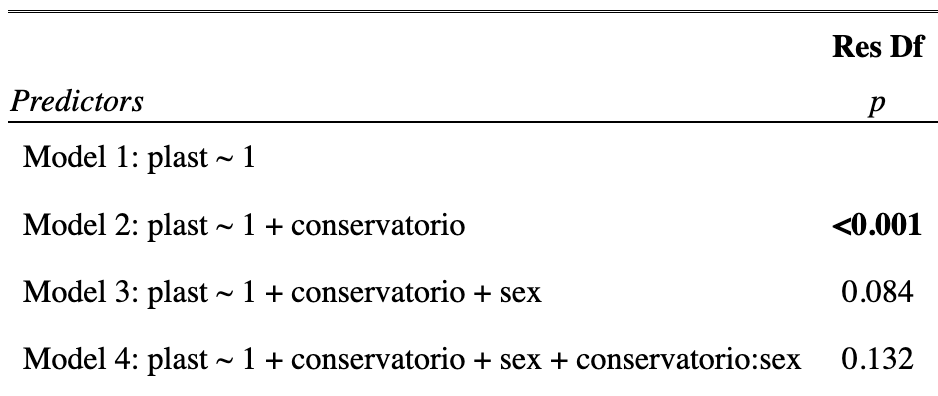 Res Df
Predictors p
Model 1: plast ~ 1
Model 2: plast ~ 1 + conservatorio <0.001
Model 3: plast ~ 1 + conservatorio + sex 0.084
Model 4: plast ~ 1 + conservatorio + sex + conservatorio:sex 0.132